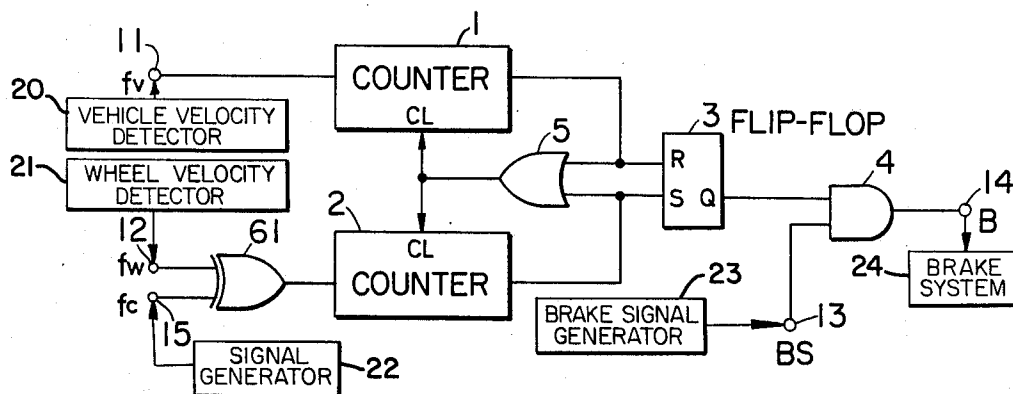 11
fv
20
VEHICLE VELOCITY
DETECTOR
21
WHEEL VELOCITY
DETECTOR
12
fw
fc
15
61
SIGNAL
GENERATOR
22
1
COUNTER
CL
2
CL
COUNTER
5
3
FLIP-FLOP
R
S Q
4
14
B
24
BRAKE
SYSTEM
23
BRAKE SIGNAL
GENERATOR
13
BS